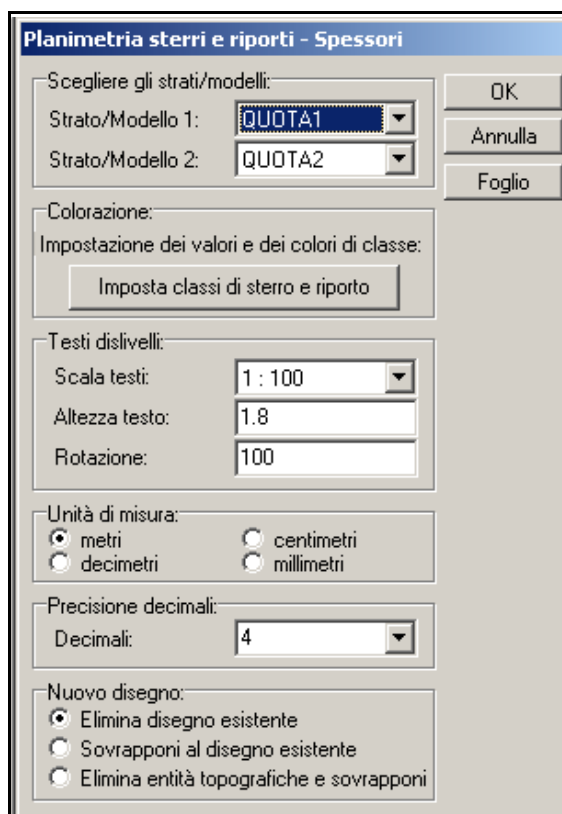 Planimetria sterri e riporti - Spessori
Scegliere gli strati/modelli:
Strato/Modello 1: QUOTA1
Strato/Modello 2: QUOTA2
OK
Annulla
Foglio
Colorazione:
Impostazione dei valori e dei colori di classe:
Imposta classi di sterro e riporto
Testi dislivelli:
Scala testi: 1 : 100
Altezza testo: 1.8
Rotazione: 100
Unità di misura:
metri centimetri
decimetri millimetri
Precisione decimali:
Decimali: 4
Nuovo disegno:
Elimina disegno esistente
Sovrapponi al disegno esistente
Elimina entità topografiche e sovrapponi